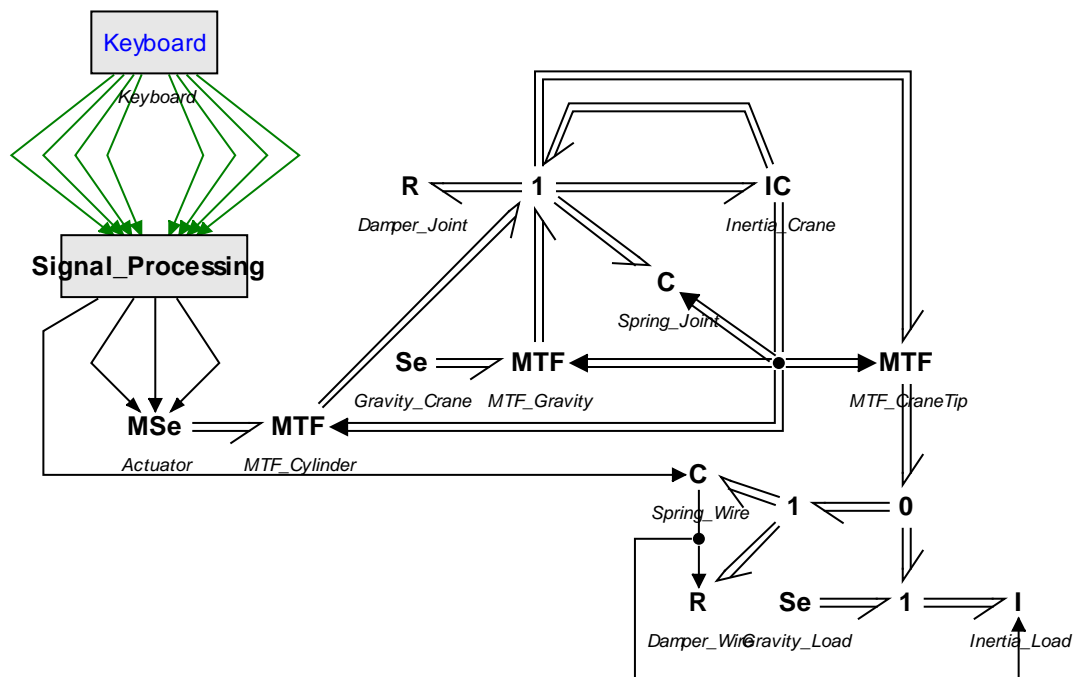 Keyboard
Keyboard
R
1
IC
Damper_Joint
Inertia_Crane
Signal_Processing
C
Spring_Joint
Se
MTF
MTF
Gravity_Crane
MTF_Gravity
MTF_CraneTip
MSe
MTF
Actuator
MTF_Cylinder
C
Spring_Wire
1
0
R
Se
1
I
Damper_Wire
Gravity_Load
Inertia_Load